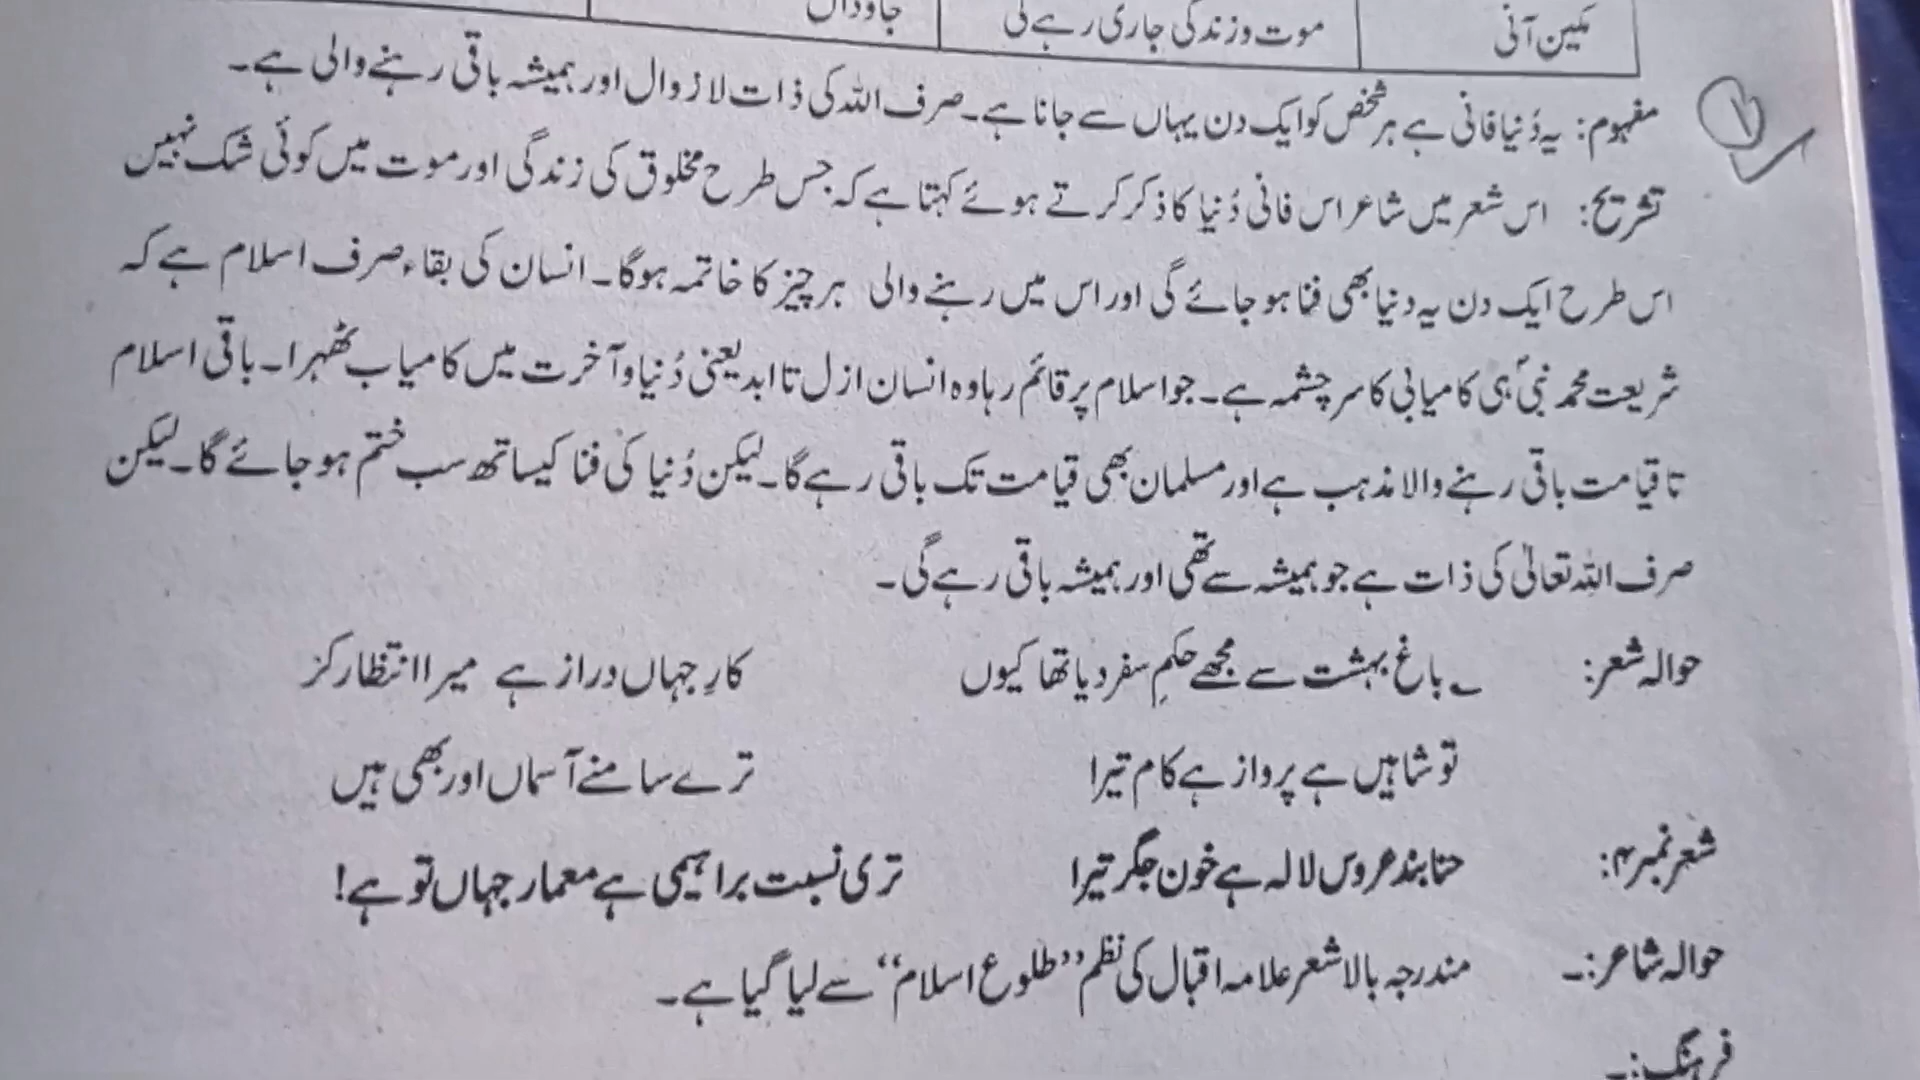 مکین آنی موت و زندگی جاری رہے گی جاوداں
مفہوم: یہ دُنیا فانی ہے ہر شخص کو ایک دن یہاں سے جانا ہے۔ صرف اللہ کی ذات لازوال اور ہمیشہ باقی رہنے والی ہے۔
تشریح: اس شعر میں شاعر اس فانی دُنیا کا ذکر کرتے ہوئے کہتا ہے کہ جس طرح مخلوق کی زندگی اور موت میں کوئی شک نہیں
اس طرح ایک دن یہ دنیا بھی فنا ہو جائے گی اور اس میں رہنے والی ہر چیز کا خاتمہ ہوگا۔ انسان کی بقاء صرف اسلام ہے کہ
شریعت محمد نبیؐ ہی کامیابی کا سرچشمہ ہے۔ جو اسلام پر قائم رہا وہ انسان ازل تا ابد یعنی دُنیا و آخرت میں کامیاب ٹھہرا۔ باقی اسلام
تا قیامت باقی رہنے والا مذہب ہے اور مسلمان بھی قیامت تک باقی رہے گا۔ لیکن دُنیا کی فنا کیساتھ سب ختم ہو جائے گا۔ لیکن
صرف اللہ تعالیٰ کی ذات ہے جو ہمیشہ سے تھی اور ہمیشہ باقی رہے گی۔
حوالہ شعر: ؎ باغِ بہشت سے مجھے حکمِ سفر دیا تھا کیوں کارِ جہاں دراز ہے میرا انتظار کر
تو شاہیں ہے پرواز ہے کام تیرا ترے سامنے آسماں اور بھی ہیں
شعر نمبر۴: حنا بند عروس لالہ ہے خون جگر تیرا تری نسبت براہیمی ہے معمار جہاں تو ہے!
حوالہ شاعر:۔ مندرجہ بالا شعر علامہ اقبال کی نظم ”طلوع اسلام“ سے لیا گیا ہے۔
فرہنگ:۔